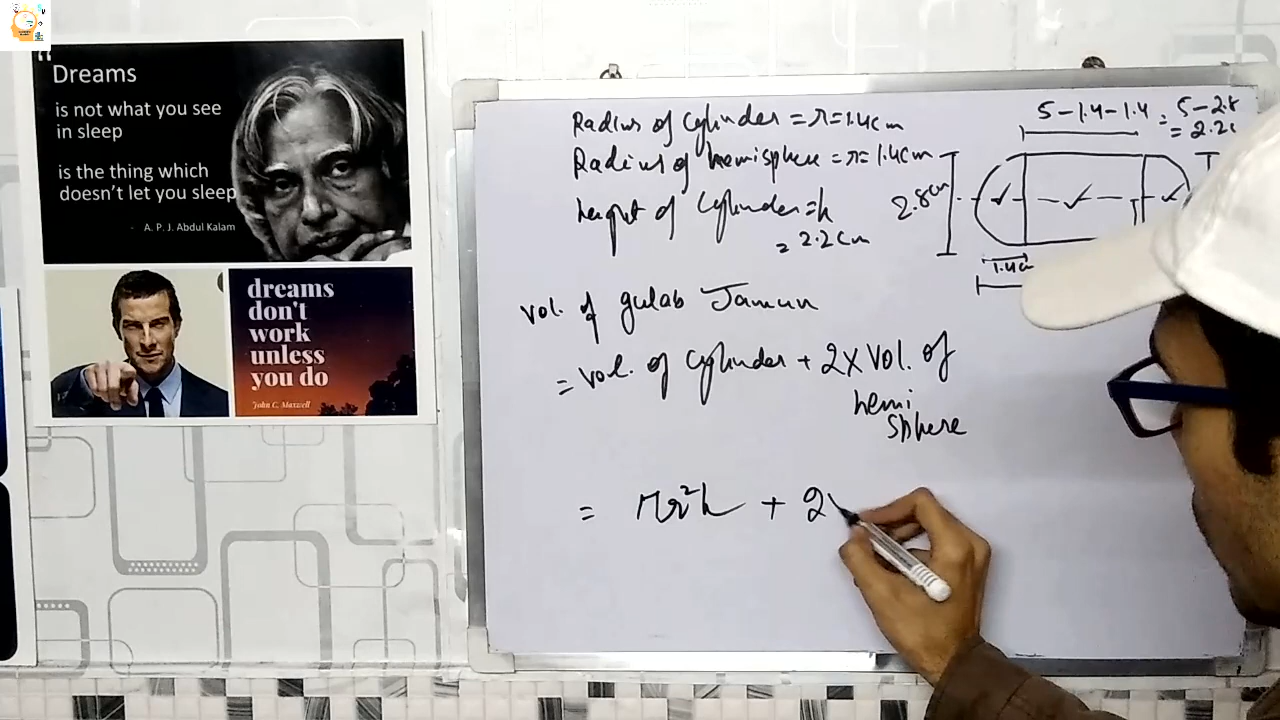 “
Dreams
is not what you see
in sleep
is the thing which
doesn't let you sleep
- A. P. J. Abdul Kalam
dreams
don't
work
unless
you do
John C. Maxwell
Radius of cylinder = r = 1.4cm
Radius of hemisphere = r = 1.4cm
height of cylinder = h
= 2.2cm
5 - 1.4 - 1.4 = 5 - 2.8
= 2.2c
2.8cm
1.4c
vol. of gulab Jamun
= vol. of cylinder + 2 x vol. of
hemi
sphere
= πr²h + 2